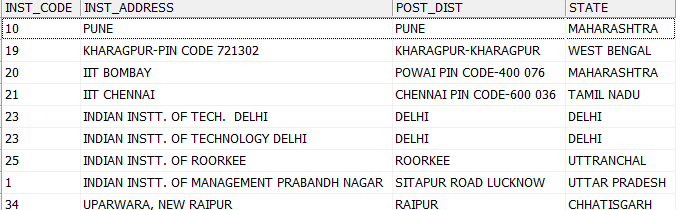 INST_CODE INST_ADDRESS POST_DIST STATE
10 PUNE PUNE MAHARASHTRA
19 KHARAGPUR-PIN CODE 721302 KHARAGPUR-KHARAGPUR WEST BENGAL
20 IIT BOMBAY POWAI PIN CODE-400 076 MAHARASHTRA
21 IIT CHENNAI CHENNAI PIN CODE-600 036 TAMIL NADU
23 INDIAN INSTT. OF TECH.  DELHI DELHI DELHI
23 INDIAN INSTT. OF TECHNOLOGY DELHI DELHI DELHI
25 INDIAN INSTT. OF ROORKEE ROORKEE UTTRANCHAL
1 INDIAN INSTT. OF MANAGEMENT PRABANDH NAGAR SITAPUR ROAD LUCKNOW UTTAR PRADESH
34 UPARWARA, NEW RAIPUR RAIPUR CHHATISGARH